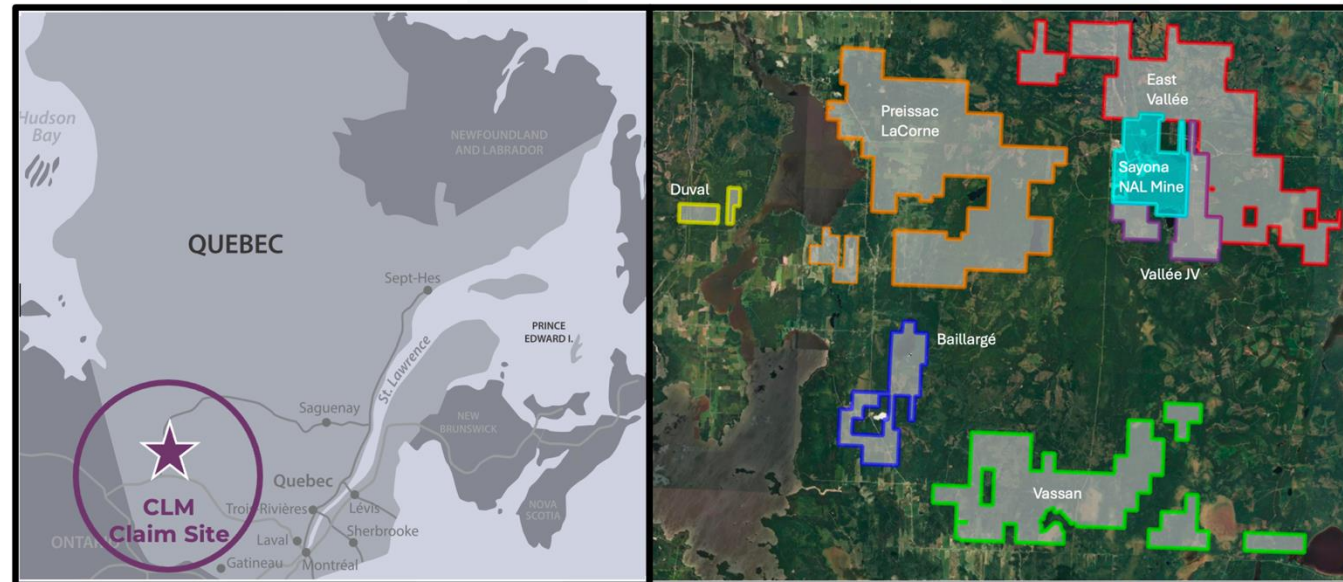 Hudson
Bay
NEWFOUNDLAND
AND LABRADOR
QUEBEC
Sept-Hes
PRINCE
EDWARD I.
St. Lawrence
Saguenay
NEW
BRUNSWICK
Quebec
CLM
Claim Site
Trois-Rivières
Lévis
NOVA
SCOTIA
Laval
Sherbrooke
ONTARIO
Gatineau
Montréal
East
Vallée
Preissac
LaCorne
Sayona
NAL Mine
Duval
Vallée JV
Baillargé
Vassan